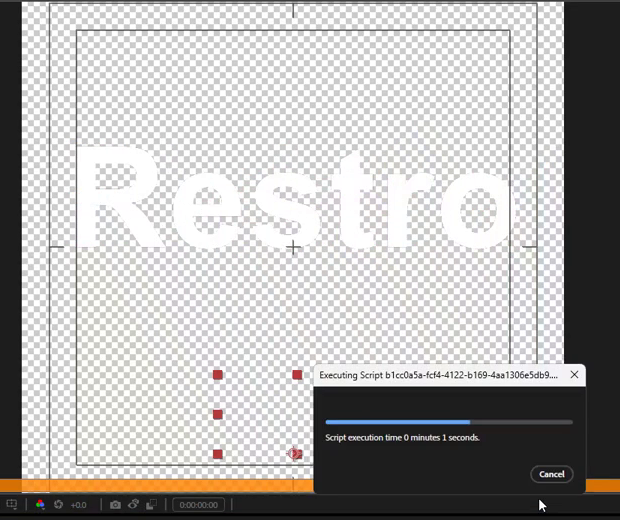 Restro
Executing Script b1cc0a5a-fcf4-4122-b169-4aa1306e5db9....
Script execution time 0 minutes 1 seconds.
Cancel
+0.0
0:00:00:00